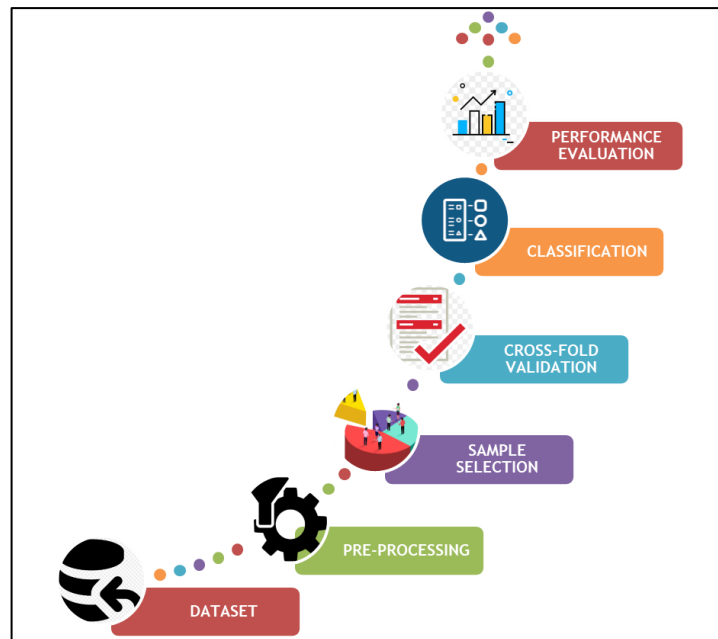 PERFORMANCE
EVALUATION
CLASSIFICATION
CROSS-FOLD
VALIDATION
SAMPLE
SELECTION
PRE-PROCESSING
DATASET